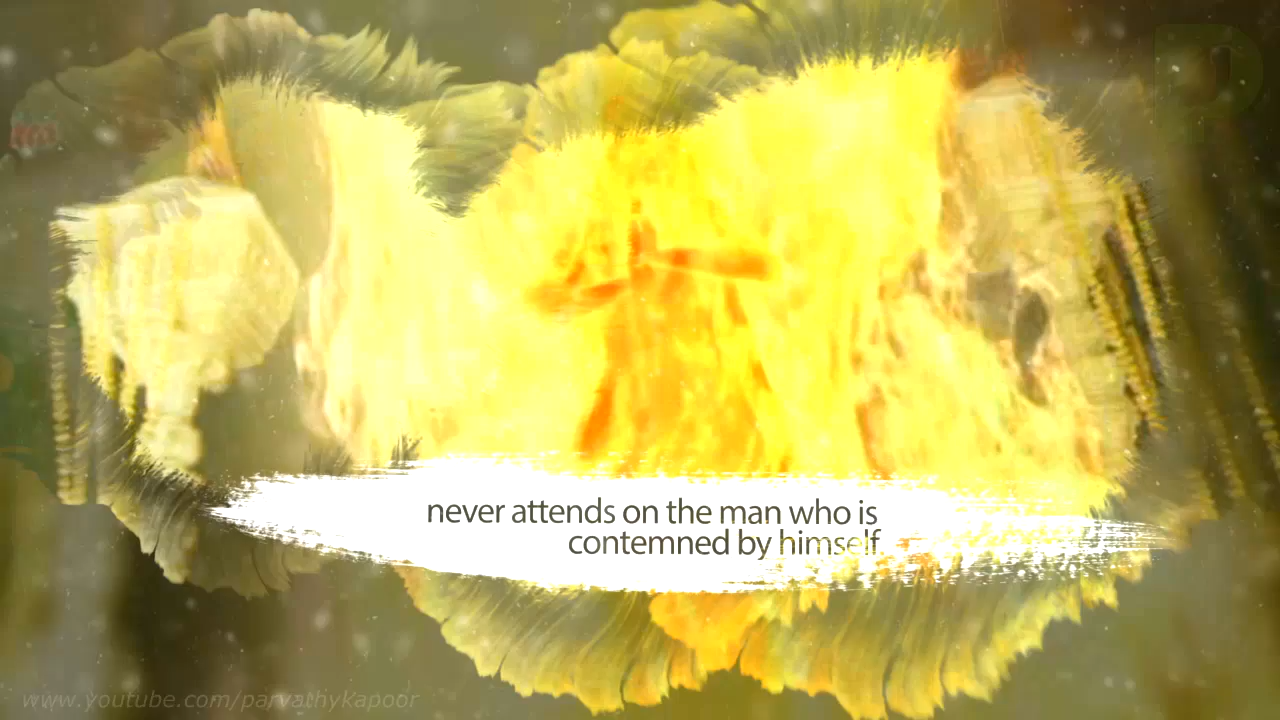 never attends on the man who is
contemned by himself
www.youtube.com/parvathykapoor